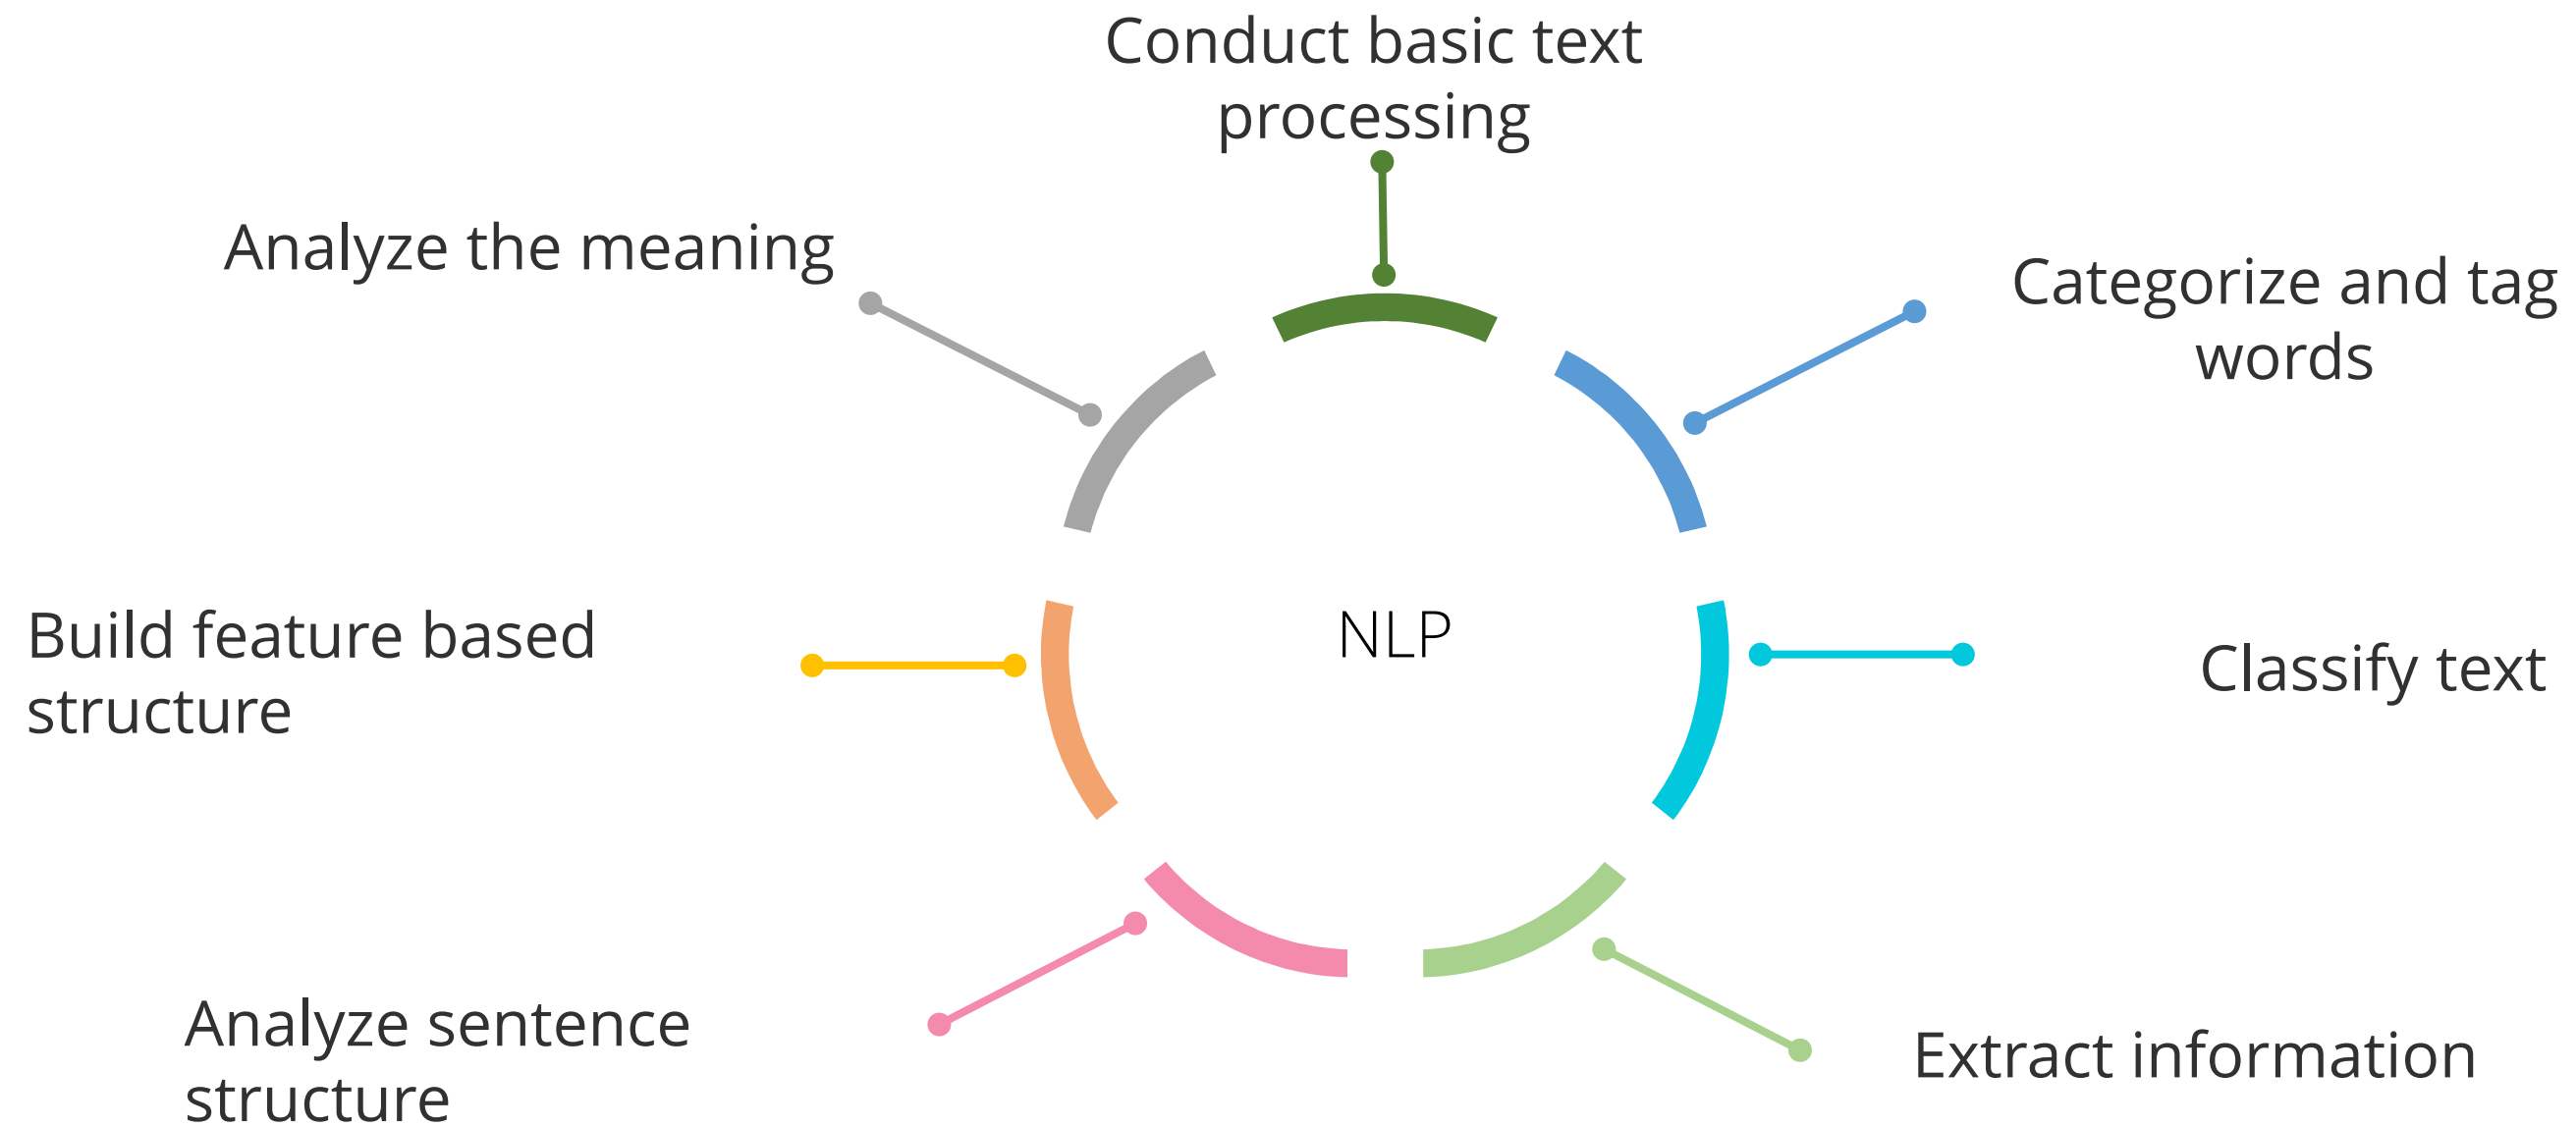 Conduct basic text
processing
Analyze the meaning
Categorize and tag
words
Build feature based
structure
NLP
Classify text
Analyze sentence
structure
Extract information